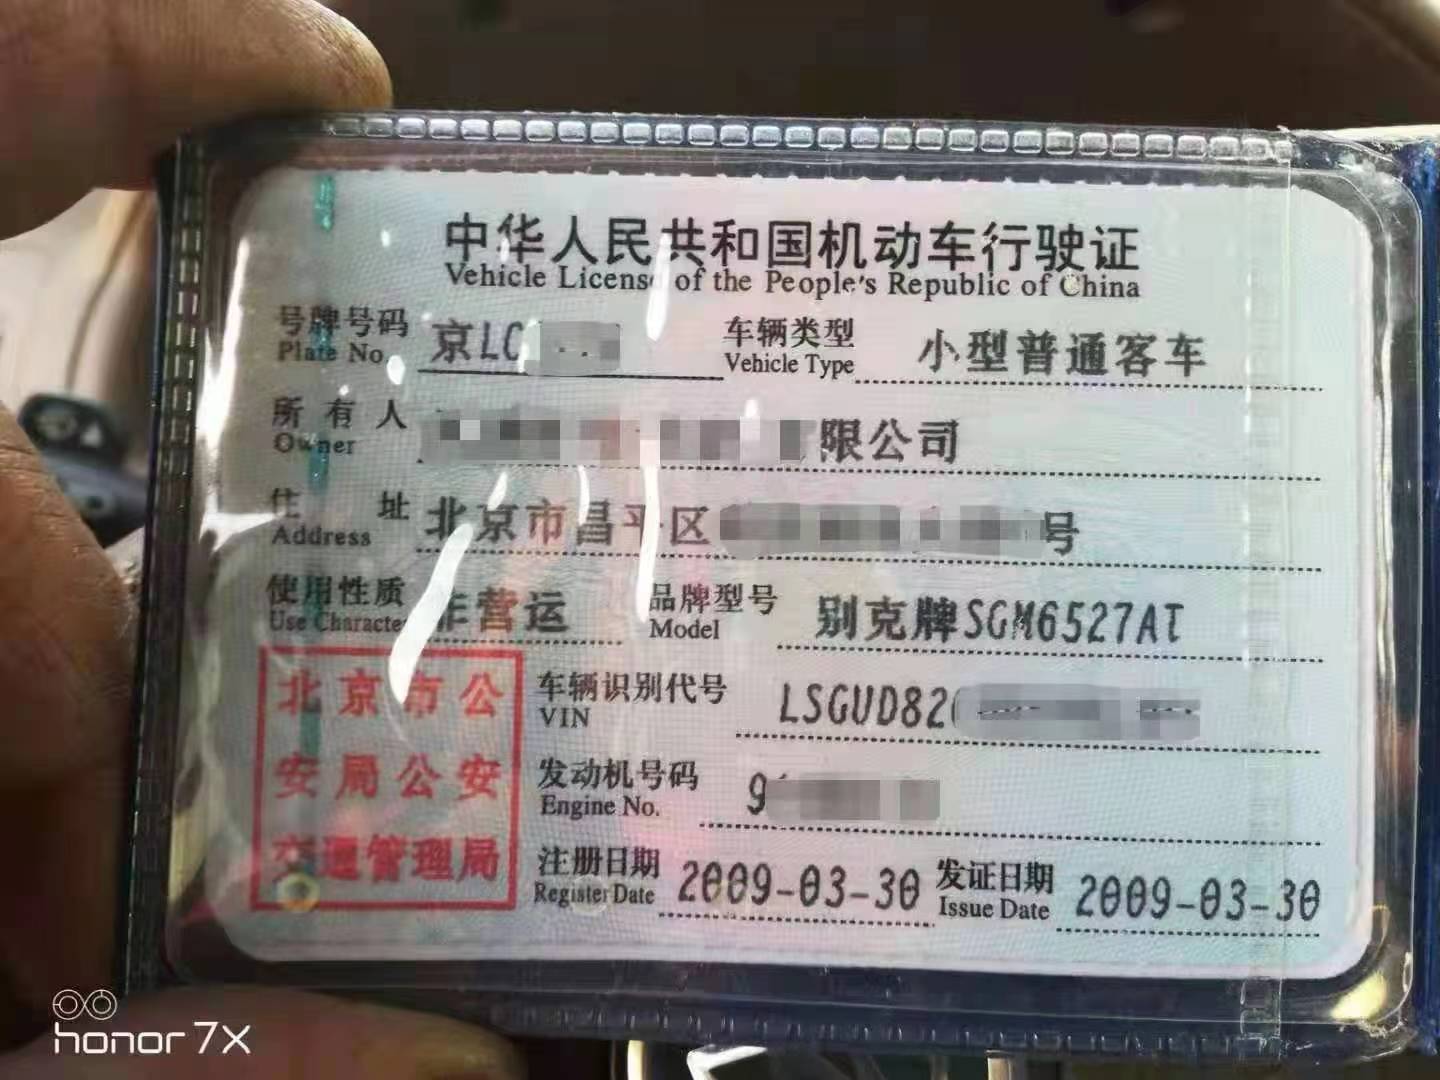 中华人民共和国机动车行驶证
Vehicle License of the People's Republic of China
号牌号码 京LC 车辆类型 小型普通客车
Plate No. Vehicle Type
所有人 限公司
Owner
住址 北京市昌平区 号
Address
使用性质 非营运 品牌型号 别克牌SGM6527AT
Use Character Model
北京市公
安局公安
交通管理局
车辆识别代号 LSGUD82
VIN
发动机号码 9
Engine No.
注册日期 2009-03-30 发证日期 2009-03-30
Register Date Issue Date
honor 7X